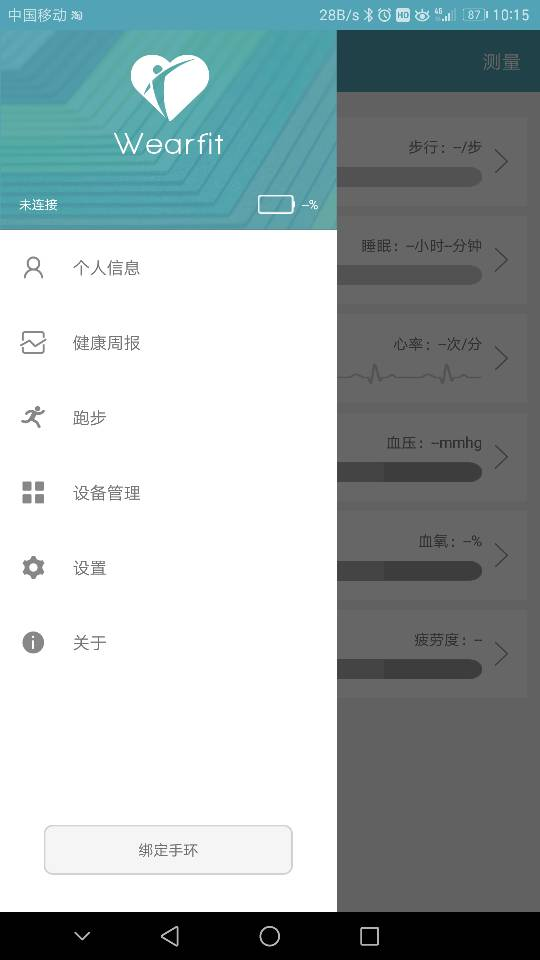 中国移动 28B/s HD 4G 87 10:15
测量
Wearfit
未连接 --%
个人信息
健康周报
跑步
设备管理
设置
关于
绑定手环
步行：--/步
睡眠：--小时--分钟
心率：--次/分
血压：--mmhg
血氧：--%
疲劳度：--